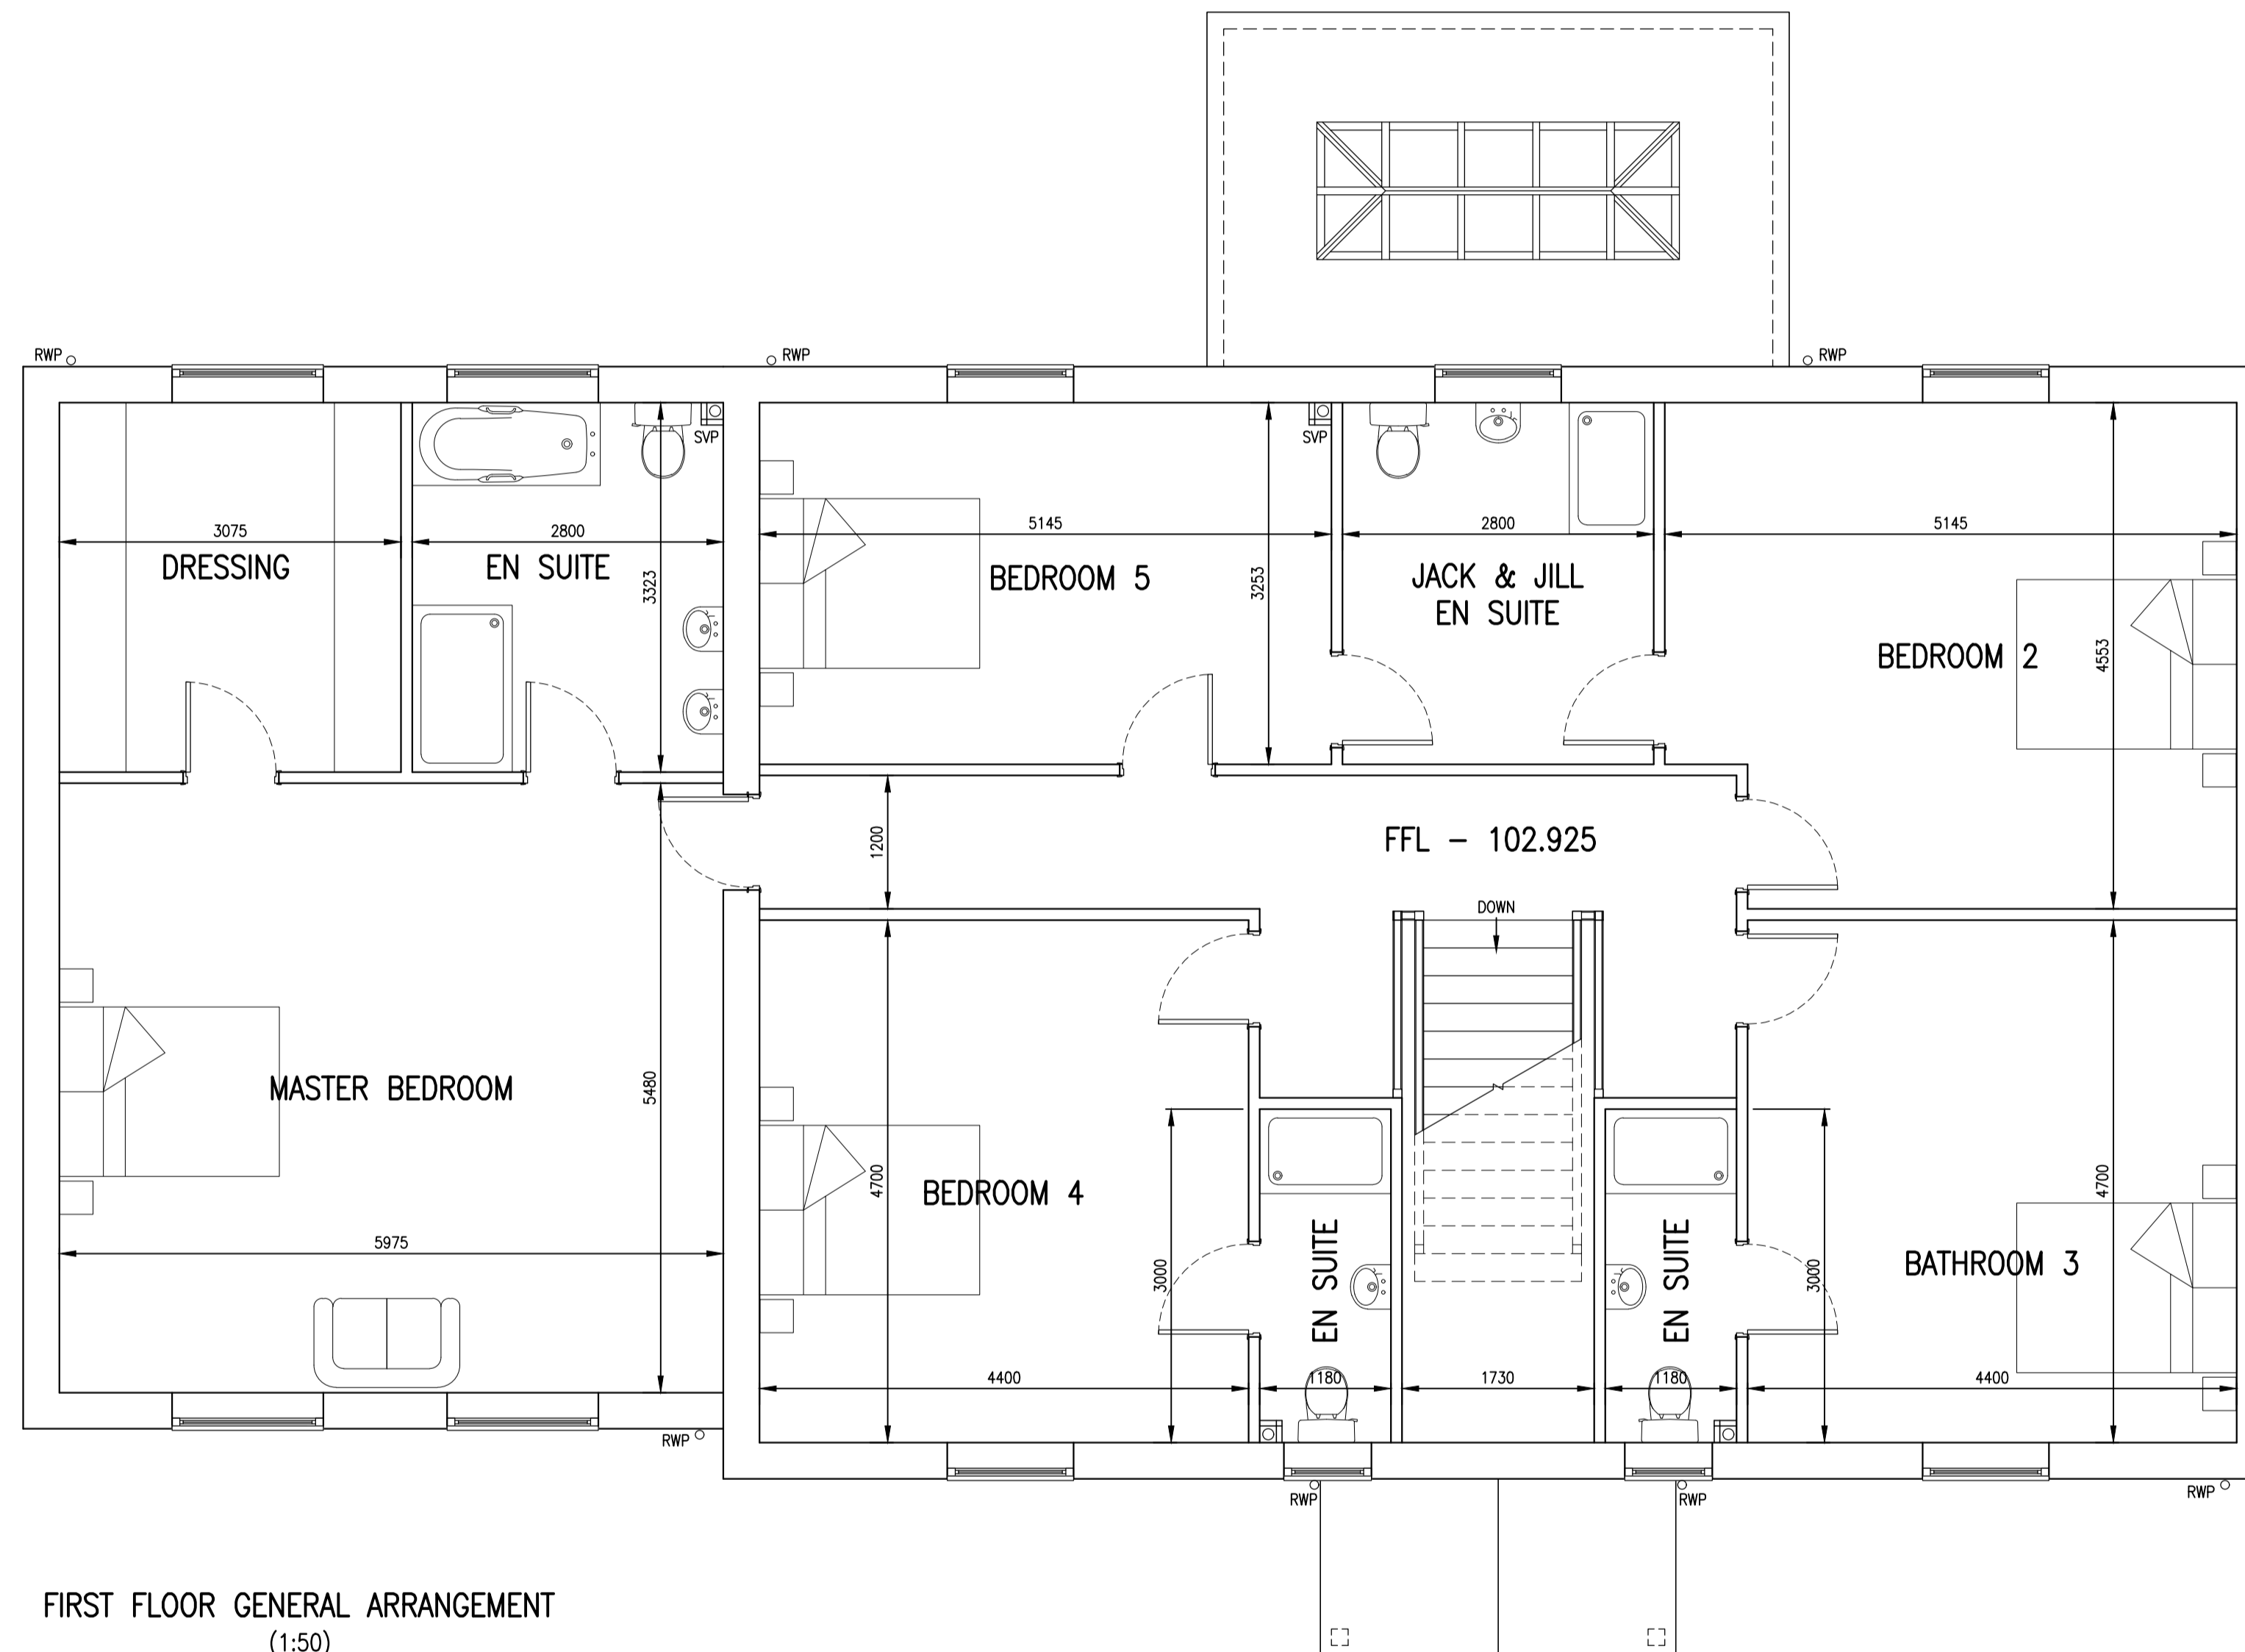 RWP
RWP
RWP
SVP
SVP
3075
2800
5145
2800
5145
DRESSING
EN SUITE
3323
BEDROOM 5
3253
JACK & JILL
EN SUITE
BEDROOM 2
4553
1200
FFL - 102.925
DOWN
MASTER BEDROOM
5480
5975
BEDROOM 4
4700
3000
EN SUITE
EN SUITE
3000
BATHROOM 3
4700
4400
1180
1730
1180
4400
RWP
RWP
RWP
RWP
FIRST FLOOR GENERAL ARRANGEMENT
(1:50)